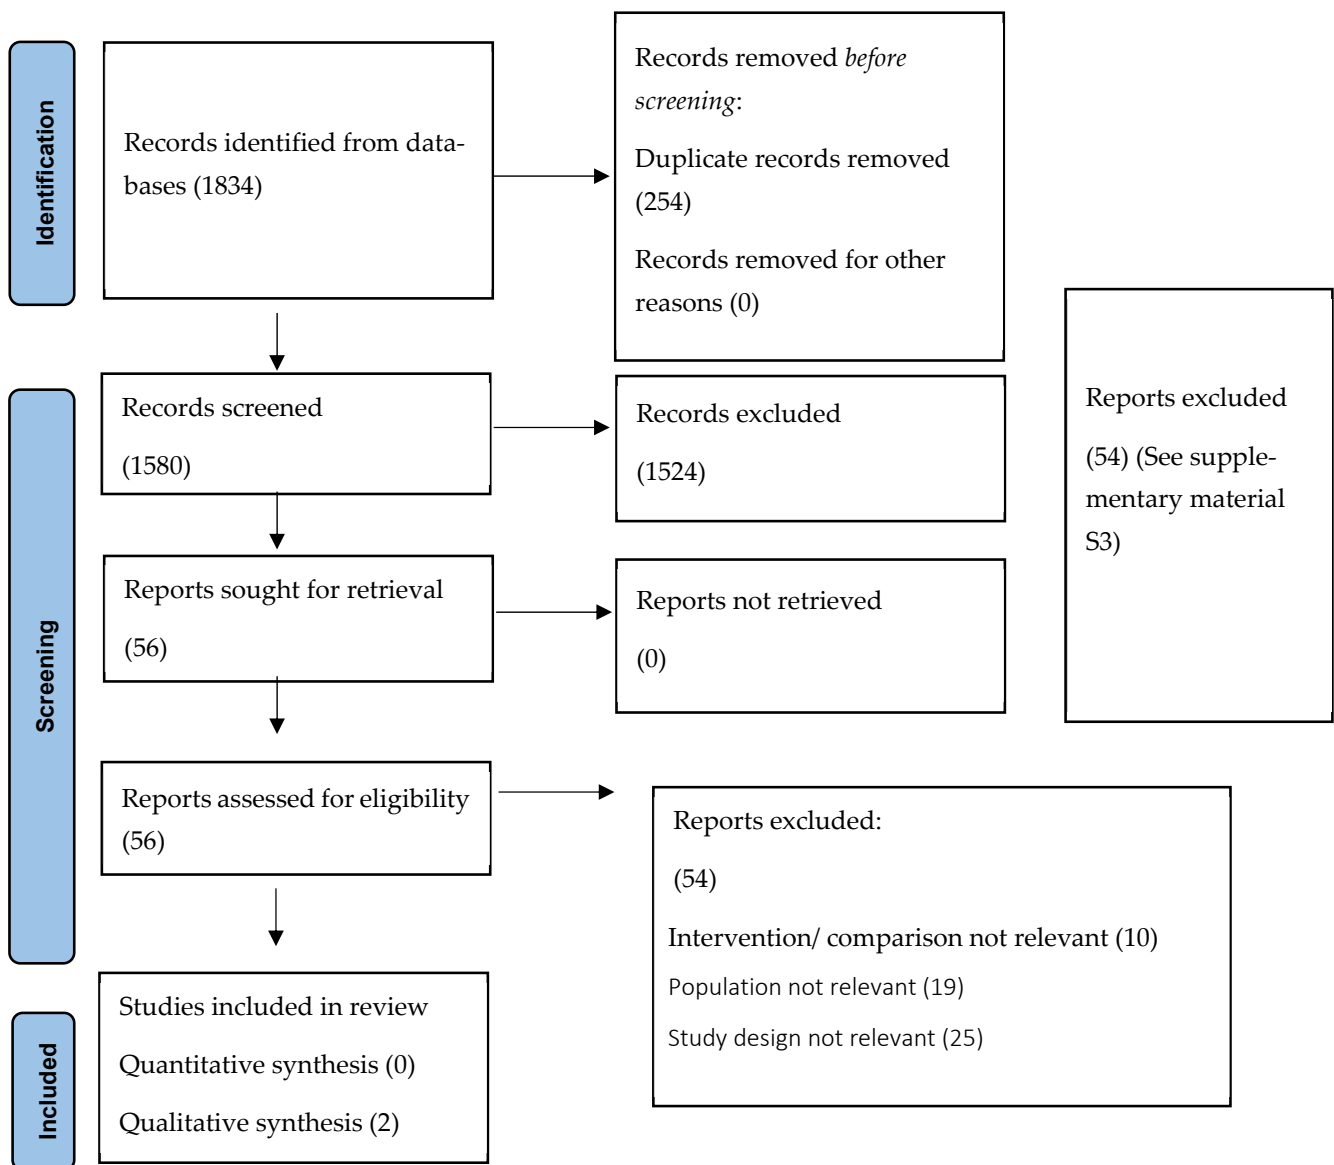 Identification
Records identified from data-
bases (1834)
Records removed before
screening:
Duplicate records removed
(254)
Records removed for other
reasons (0)
Screening
Records screened
(1580)
Records excluded
(1524)
Reports excluded
(54) (See supple-
mentary material
S3)
Reports sought for retrieval
(56)
Reports not retrieved
(0)
Reports assessed for eligibility
(56)
Reports excluded:
(54)
Intervention/ comparison not relevant (10)
Population not relevant (19)
Study design not relevant (25)
Included
Studies included in review
Quantitative synthesis (0)
Qualitative synthesis (2)